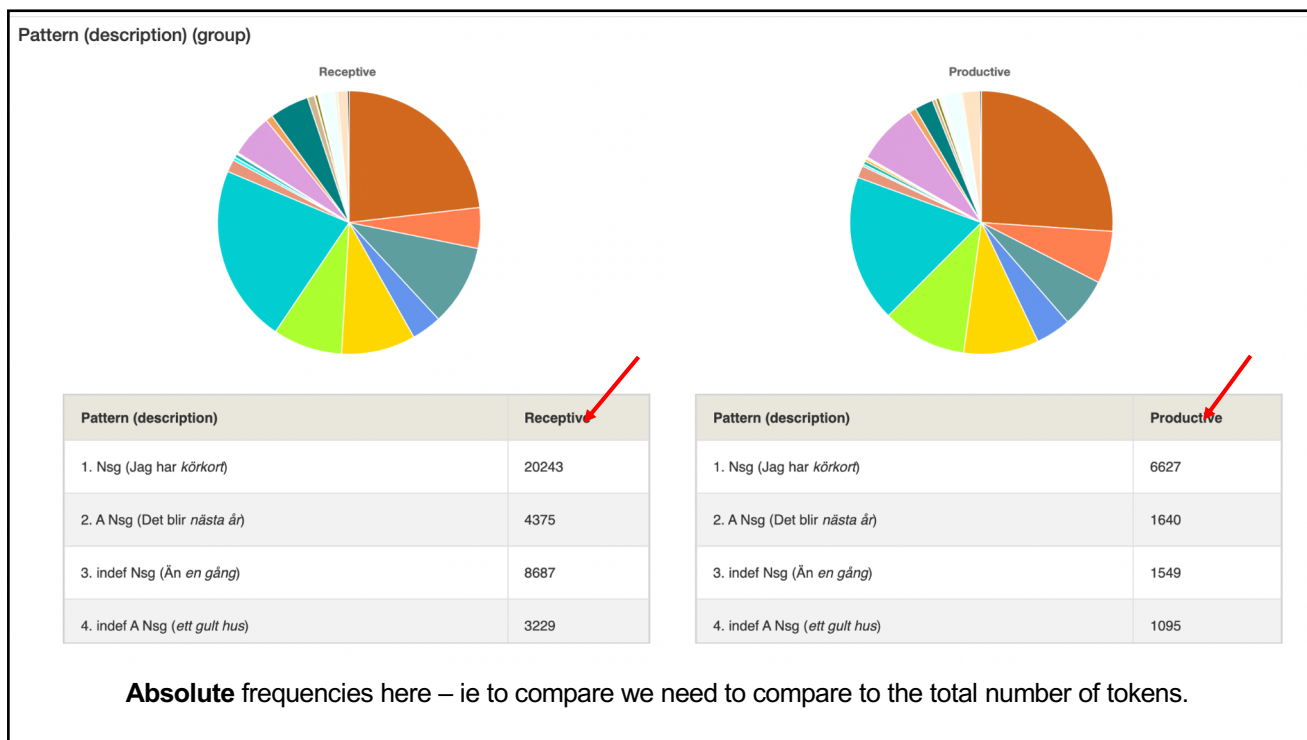 Pattern (description) (group)
Receptive
Productive
Pattern (description) Receptive
1. Nsg (Jag har körkort) 20243
2. A Nsg (Det blir nästa år) 4375
3. indef Nsg (Än en gång) 8687
4. indef A Nsg (ett gult hus) 3229
Pattern (description) Productive
1. Nsg (Jag har körkort) 6627
2. A Nsg (Det blir nästa år) 1640
3. indef Nsg (Än en gång) 1549
4. indef A Nsg (ett gult hus) 1095
Absolute frequencies here – ie to compare we need to compare to the total number of tokens.